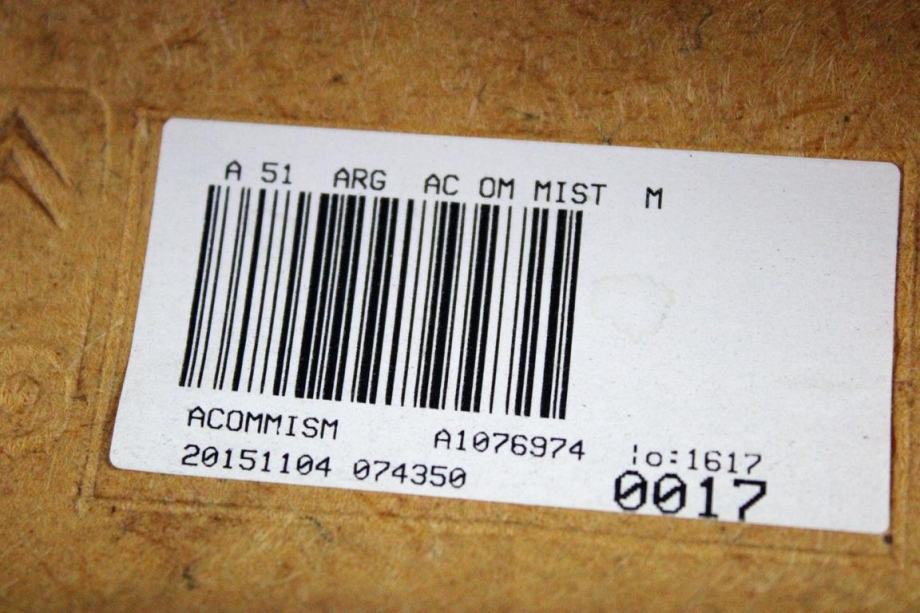 A 51 ARG AC OM MIST M
ACOMMISM A1076974
20151104 074350 ¦o:1617
0017